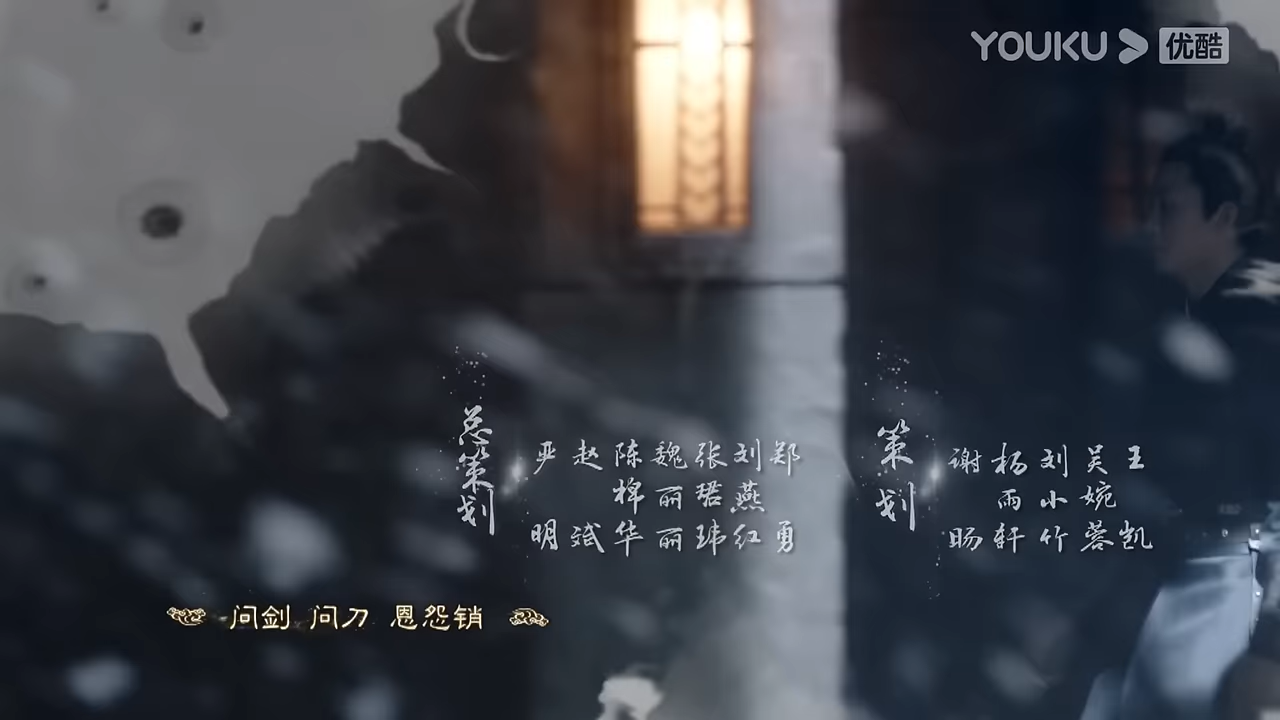 YOUKU 优酷
总策划
严明
赵斌
陈梓华
魏丽丽
张珺玮
刘燕红
郑勇
策划
谢旸
杨雨轩
刘小竹
吴婉蓉
王凯
问剑 问刀 恩怨销